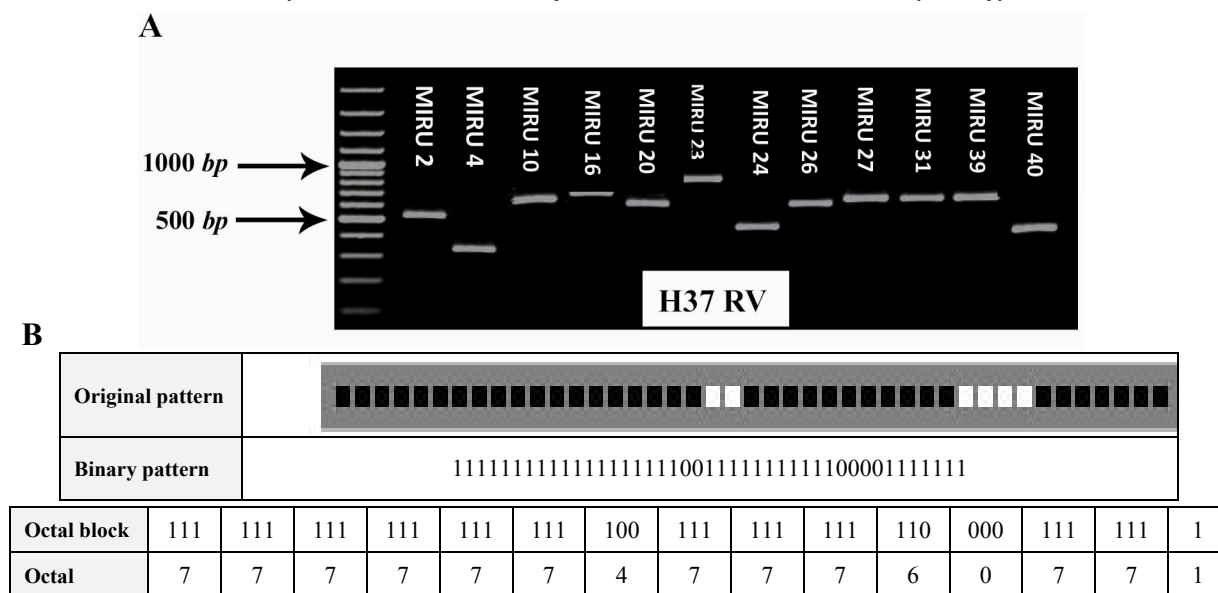 A
1000 bp
500 bp
MIRU 2
MIRU 4
MIRU 10
MIRU 16
MIRU 20
MIRU 23
MIRU 24
MIRU 26
MIRU 27
MIRU 31
MIRU 39
MIRU 40
H37 RV
B
Original pattern
Binary pattern 1111111111111111111001111111111100001111111
Octal block 111 111 111 111 111 111 100 111 111 111 110 000 111 111 1
Octal 7 7 7 7 7 7 4 7 7 7 6 0 7 7 1